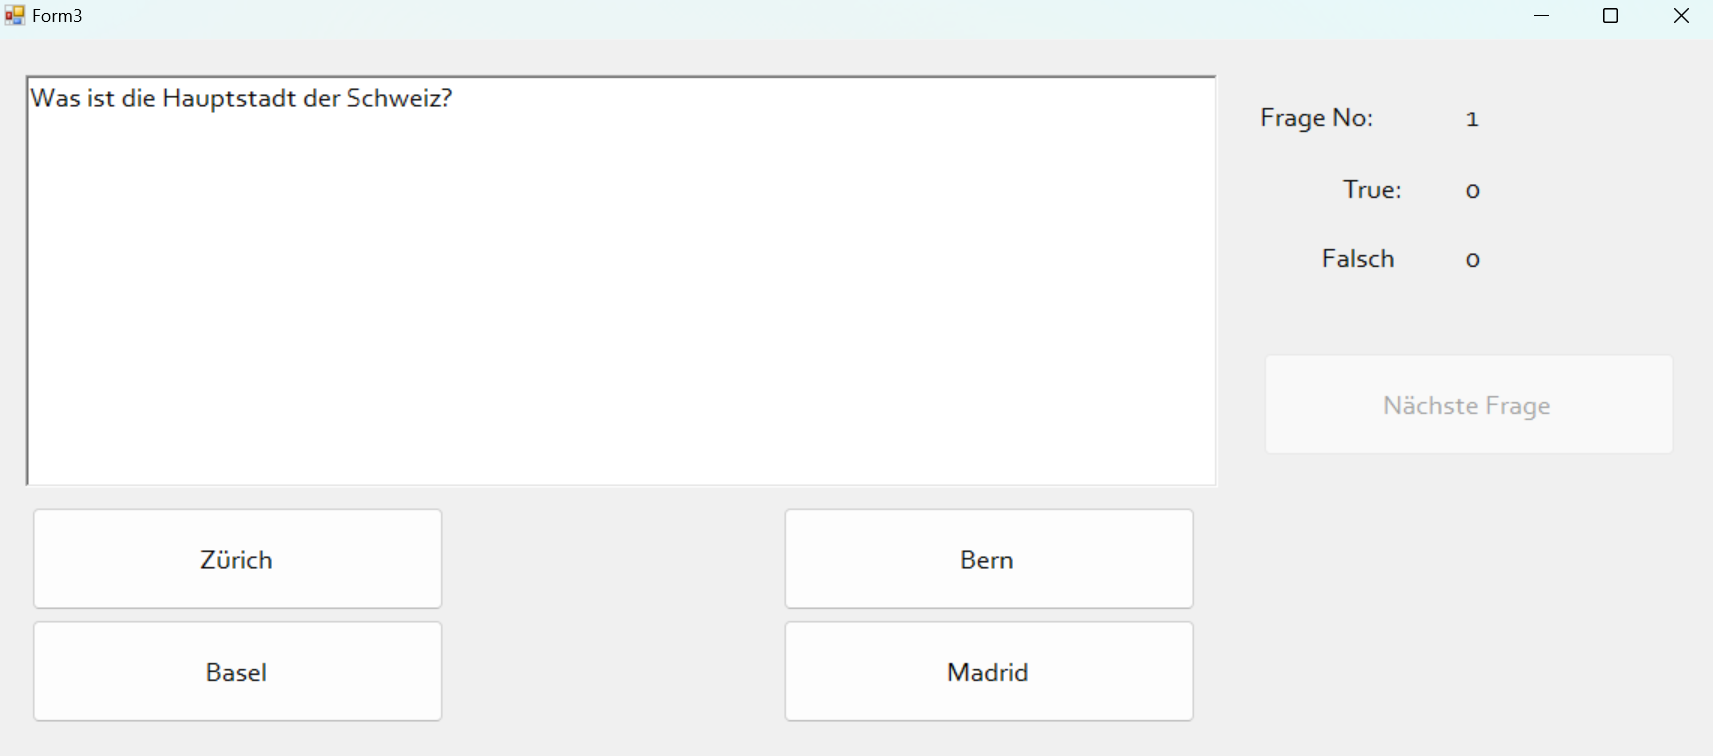 Form3
Was ist die Hauptstadt der Schweiz?
Frage No: 1
True: 0
Falsch 0
Nächste Frage
Zürich
Bern
Basel
Madrid